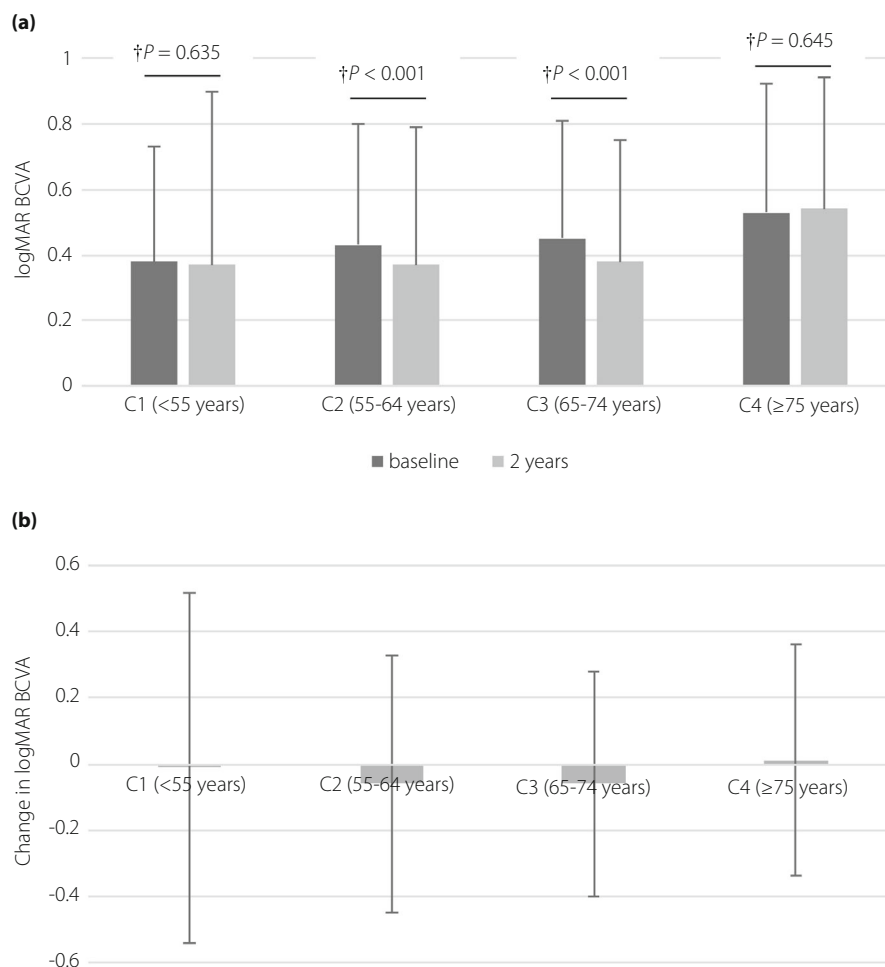 (a)
1
0.8
0.6
0.4
0.2
0
logMAR BCVA
†P = 0.635
†P < 0.001
†P < 0.001
†P = 0.645
C1 (<55 years)
C2 (55-64 years)
C3 (65-74 years)
C4 (≥75 years)
baseline
2 years
(b)
0.6
0.4
0.2
0
-0.2
-0.4
-0.6
Change in logMAR BCVA
C1 (<55 years)
C2 (55-64 years)
C3 (65-74 years)
C4 (≥75 years)